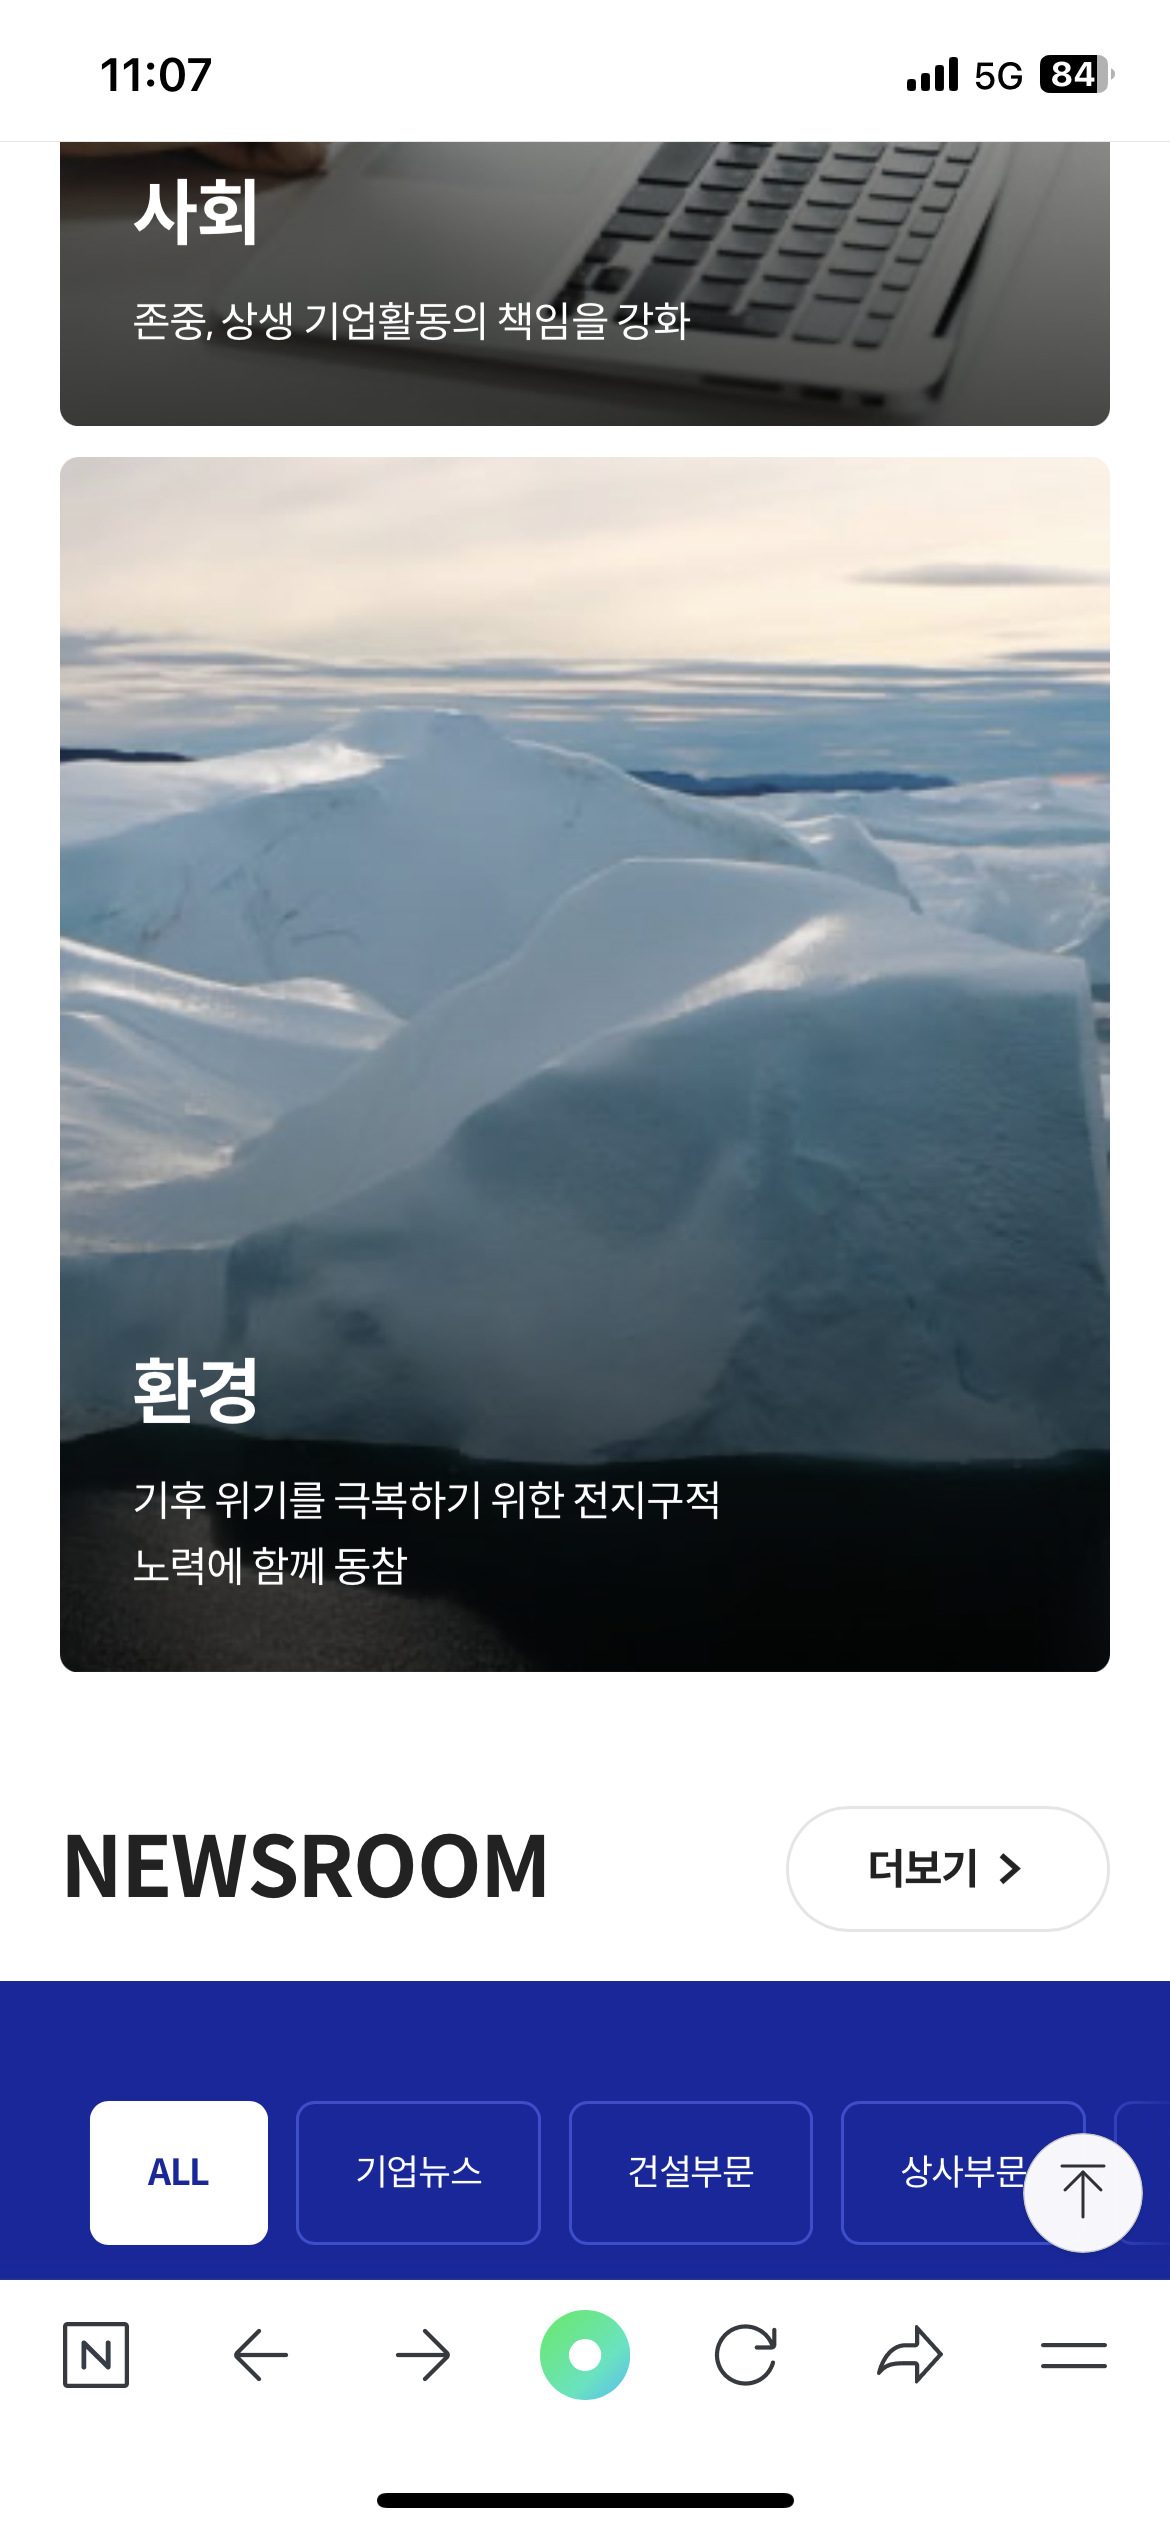 11:07
5G
84
사회
존중, 상생 기업활동의 책임을 강화
환경
기후 위기를 극복하기 위한 전지구적
노력에 함께 동참
NEWSROOM
더보기
ALL
기업뉴스
건설부문
상사부문
N